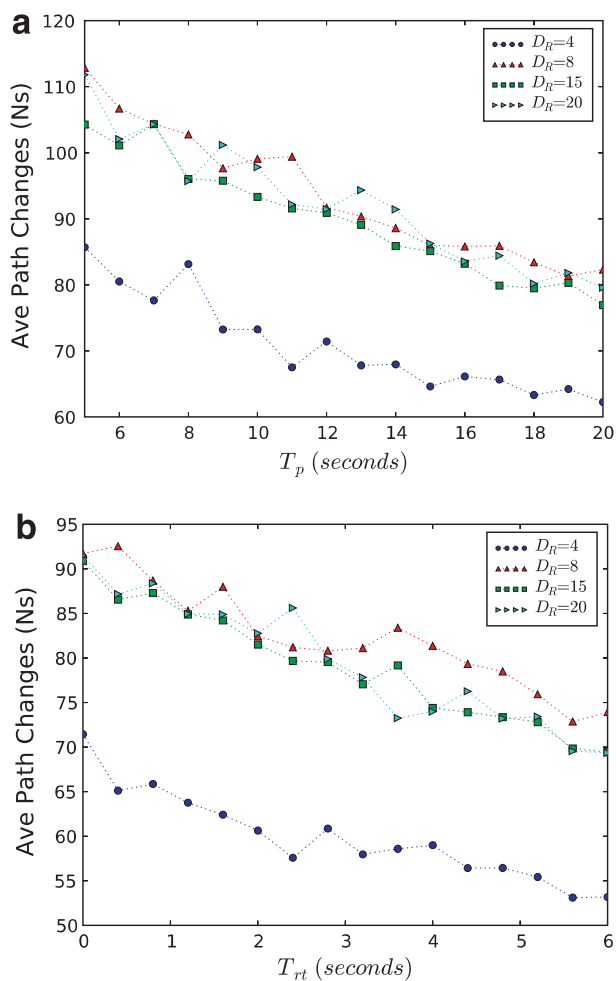 a
120
110
100
90
80
70
60
Ave Path Changes (Ns)
D_R=4
D_R=8
D_R=15
D_R=20
6 8 10 12 14 16 18 20
T_p (seconds)
b
95
90
85
80
75
70
65
60
55
50
Ave Path Changes (Ns)
D_R=4
D_R=8
D_R=15
D_R=20
0 1 2 3 4 5 6
T_rt (seconds)